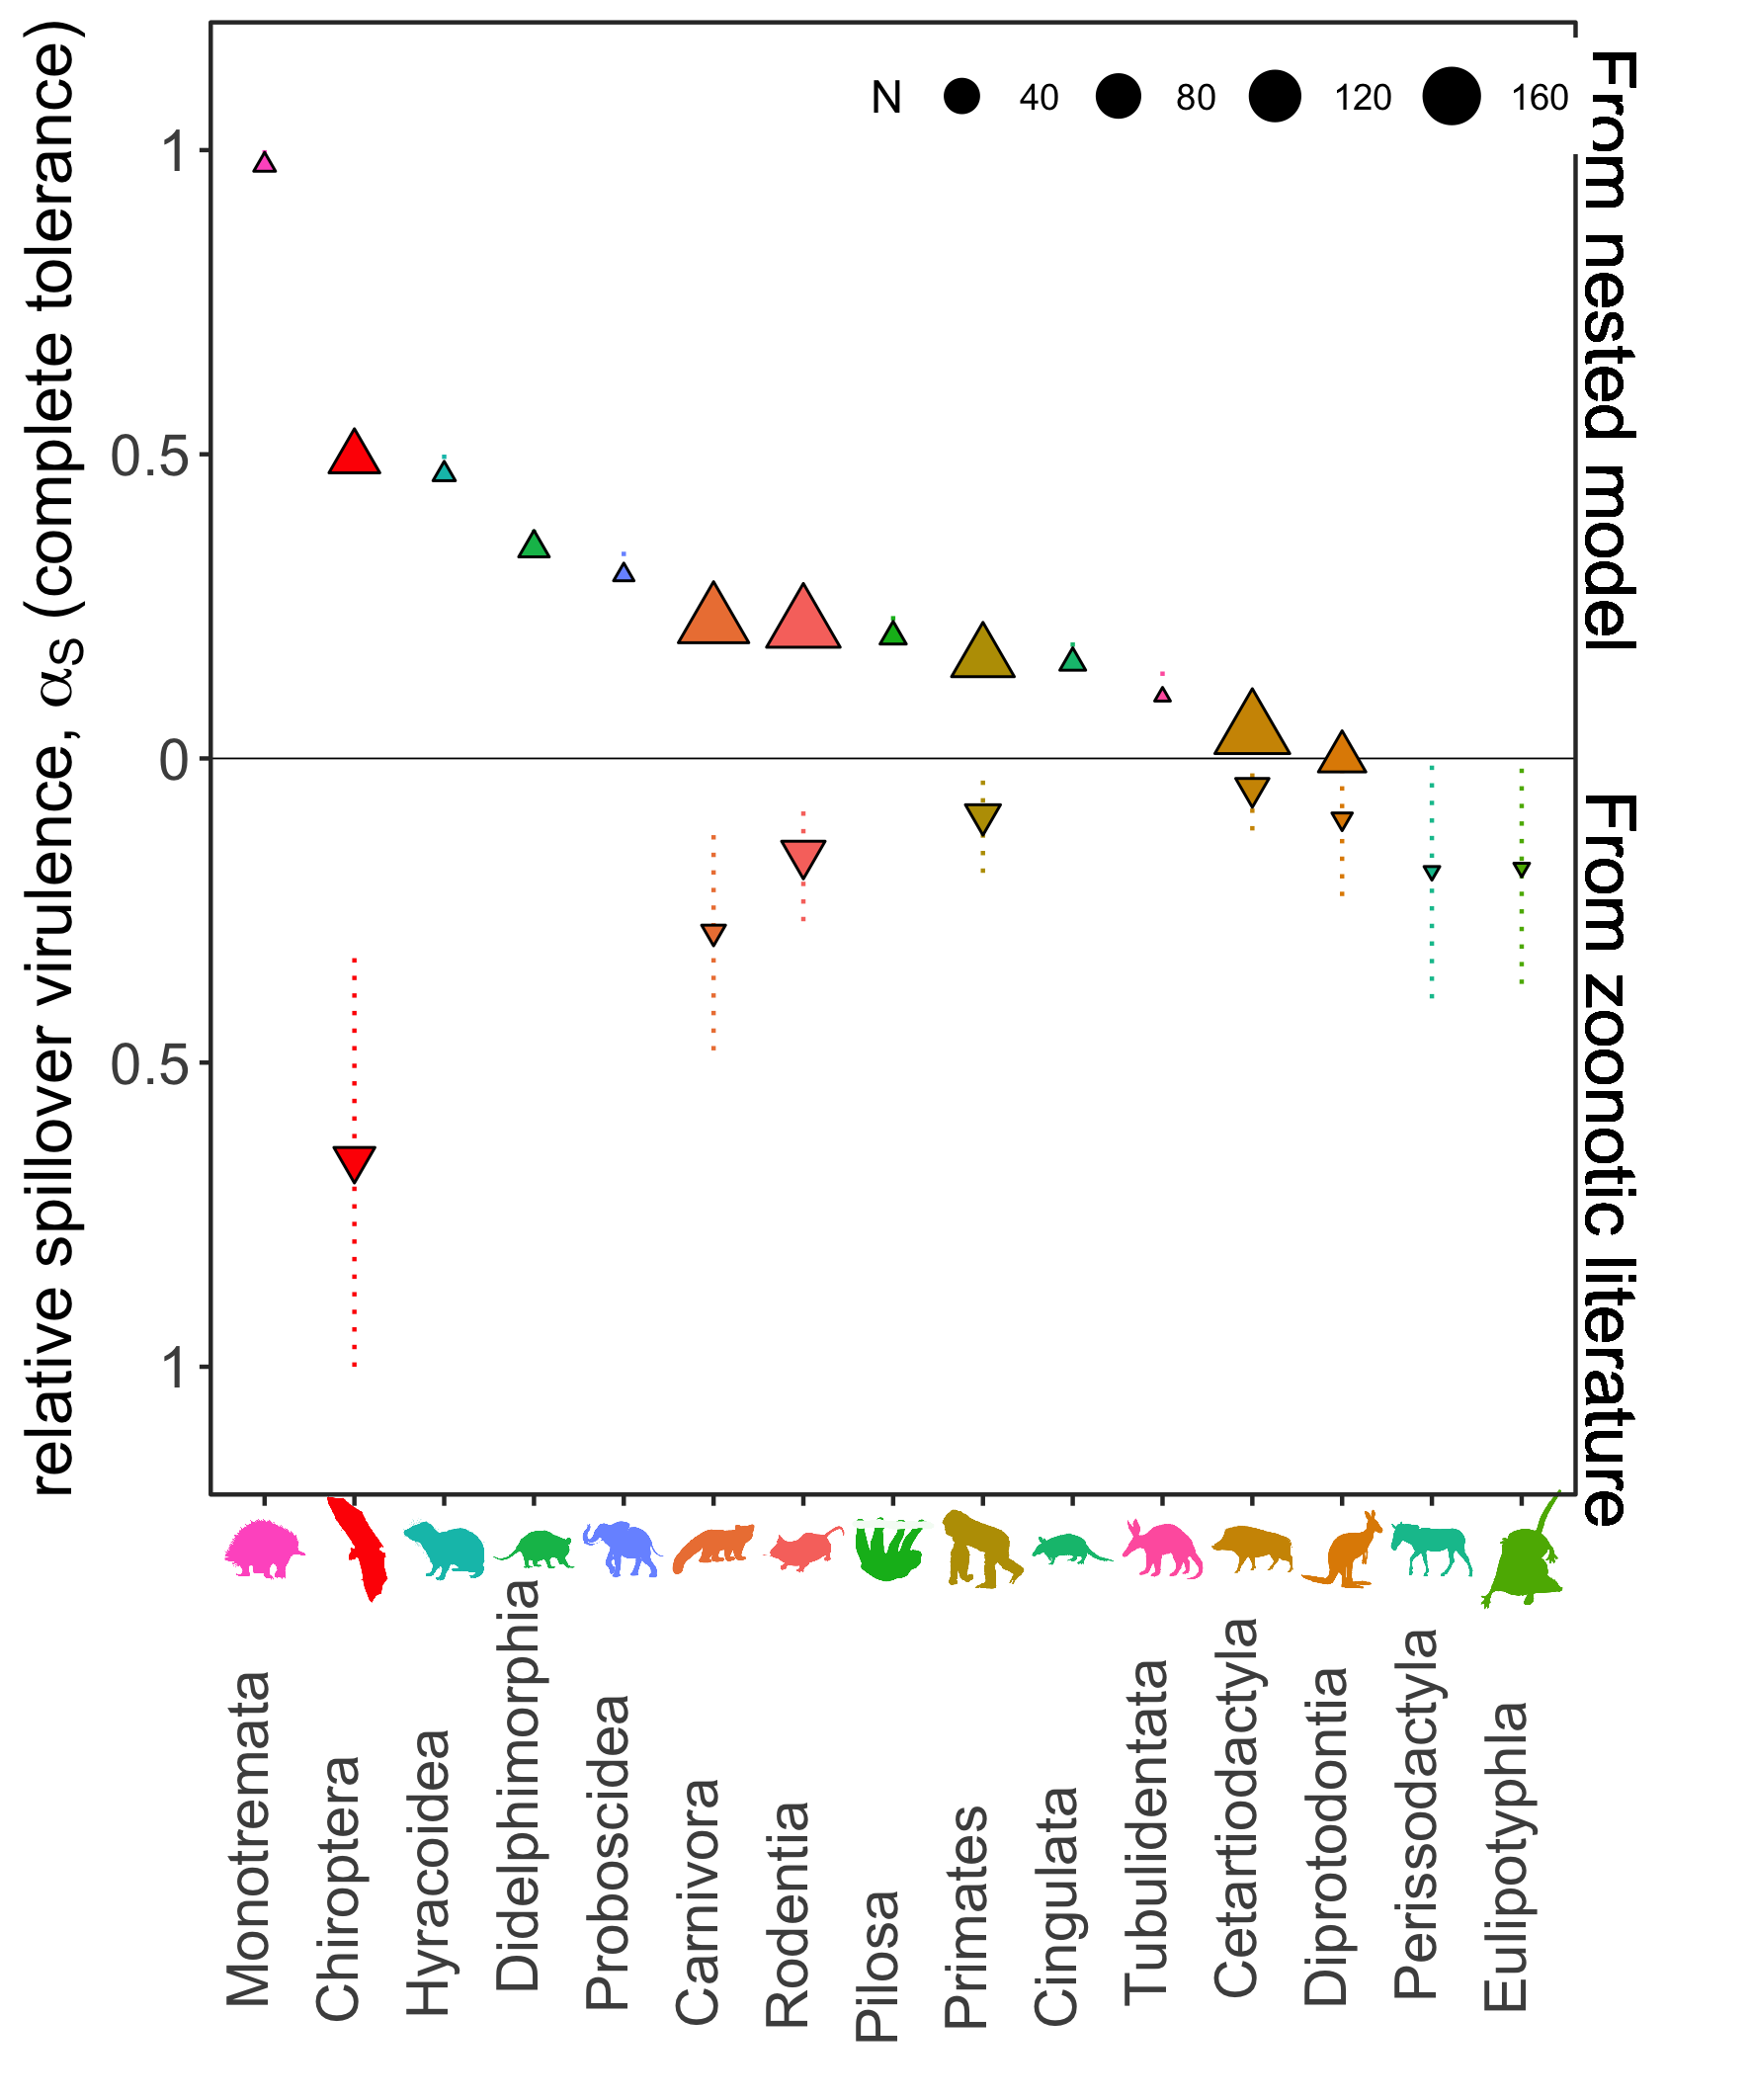 relative spillover virulence, αS (complete tolerance)
1
0.5
0
0.5
1
N 40 80 120 160
From nested model
From zoonotic literature
Monotremata
Chiroptera
Hyracoidea
Didelphimorphia
Proboscidea
Carnivora
Rodentia
Pilosa
Primates
Cingulata
Tubulidentata
Cetartiodactyla
Diprotodontia
Perissodactyla
Eulipotyphla